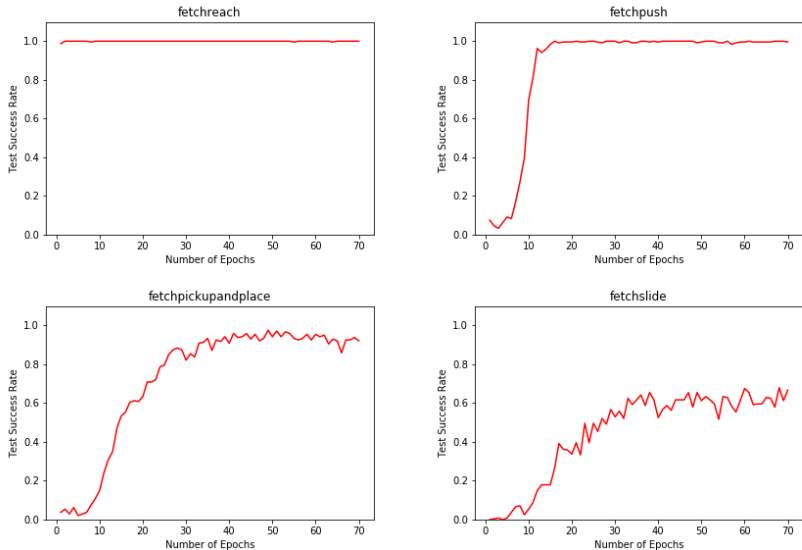 fetchreach
1.0
0.8
0.6
0.4
0.2
0.0
Test Success Rate
0 10 20 30 40 50 60 70
Number of Epochs
fetchpush
1.0
0.8
0.6
0.4
0.2
0.0
Test Success Rate
0 10 20 30 40 50 60 70
Number of Epochs
fetchpickupandplace
1.0
0.8
0.6
0.4
0.2
0.0
Test Success Rate
0 10 20 30 40 50 60 70
Number of Epochs
fetchslide
1.0
0.8
0.6
0.4
0.2
0.0
Test Success Rate
0 10 20 30 40 50 60 70
Number of Epochs